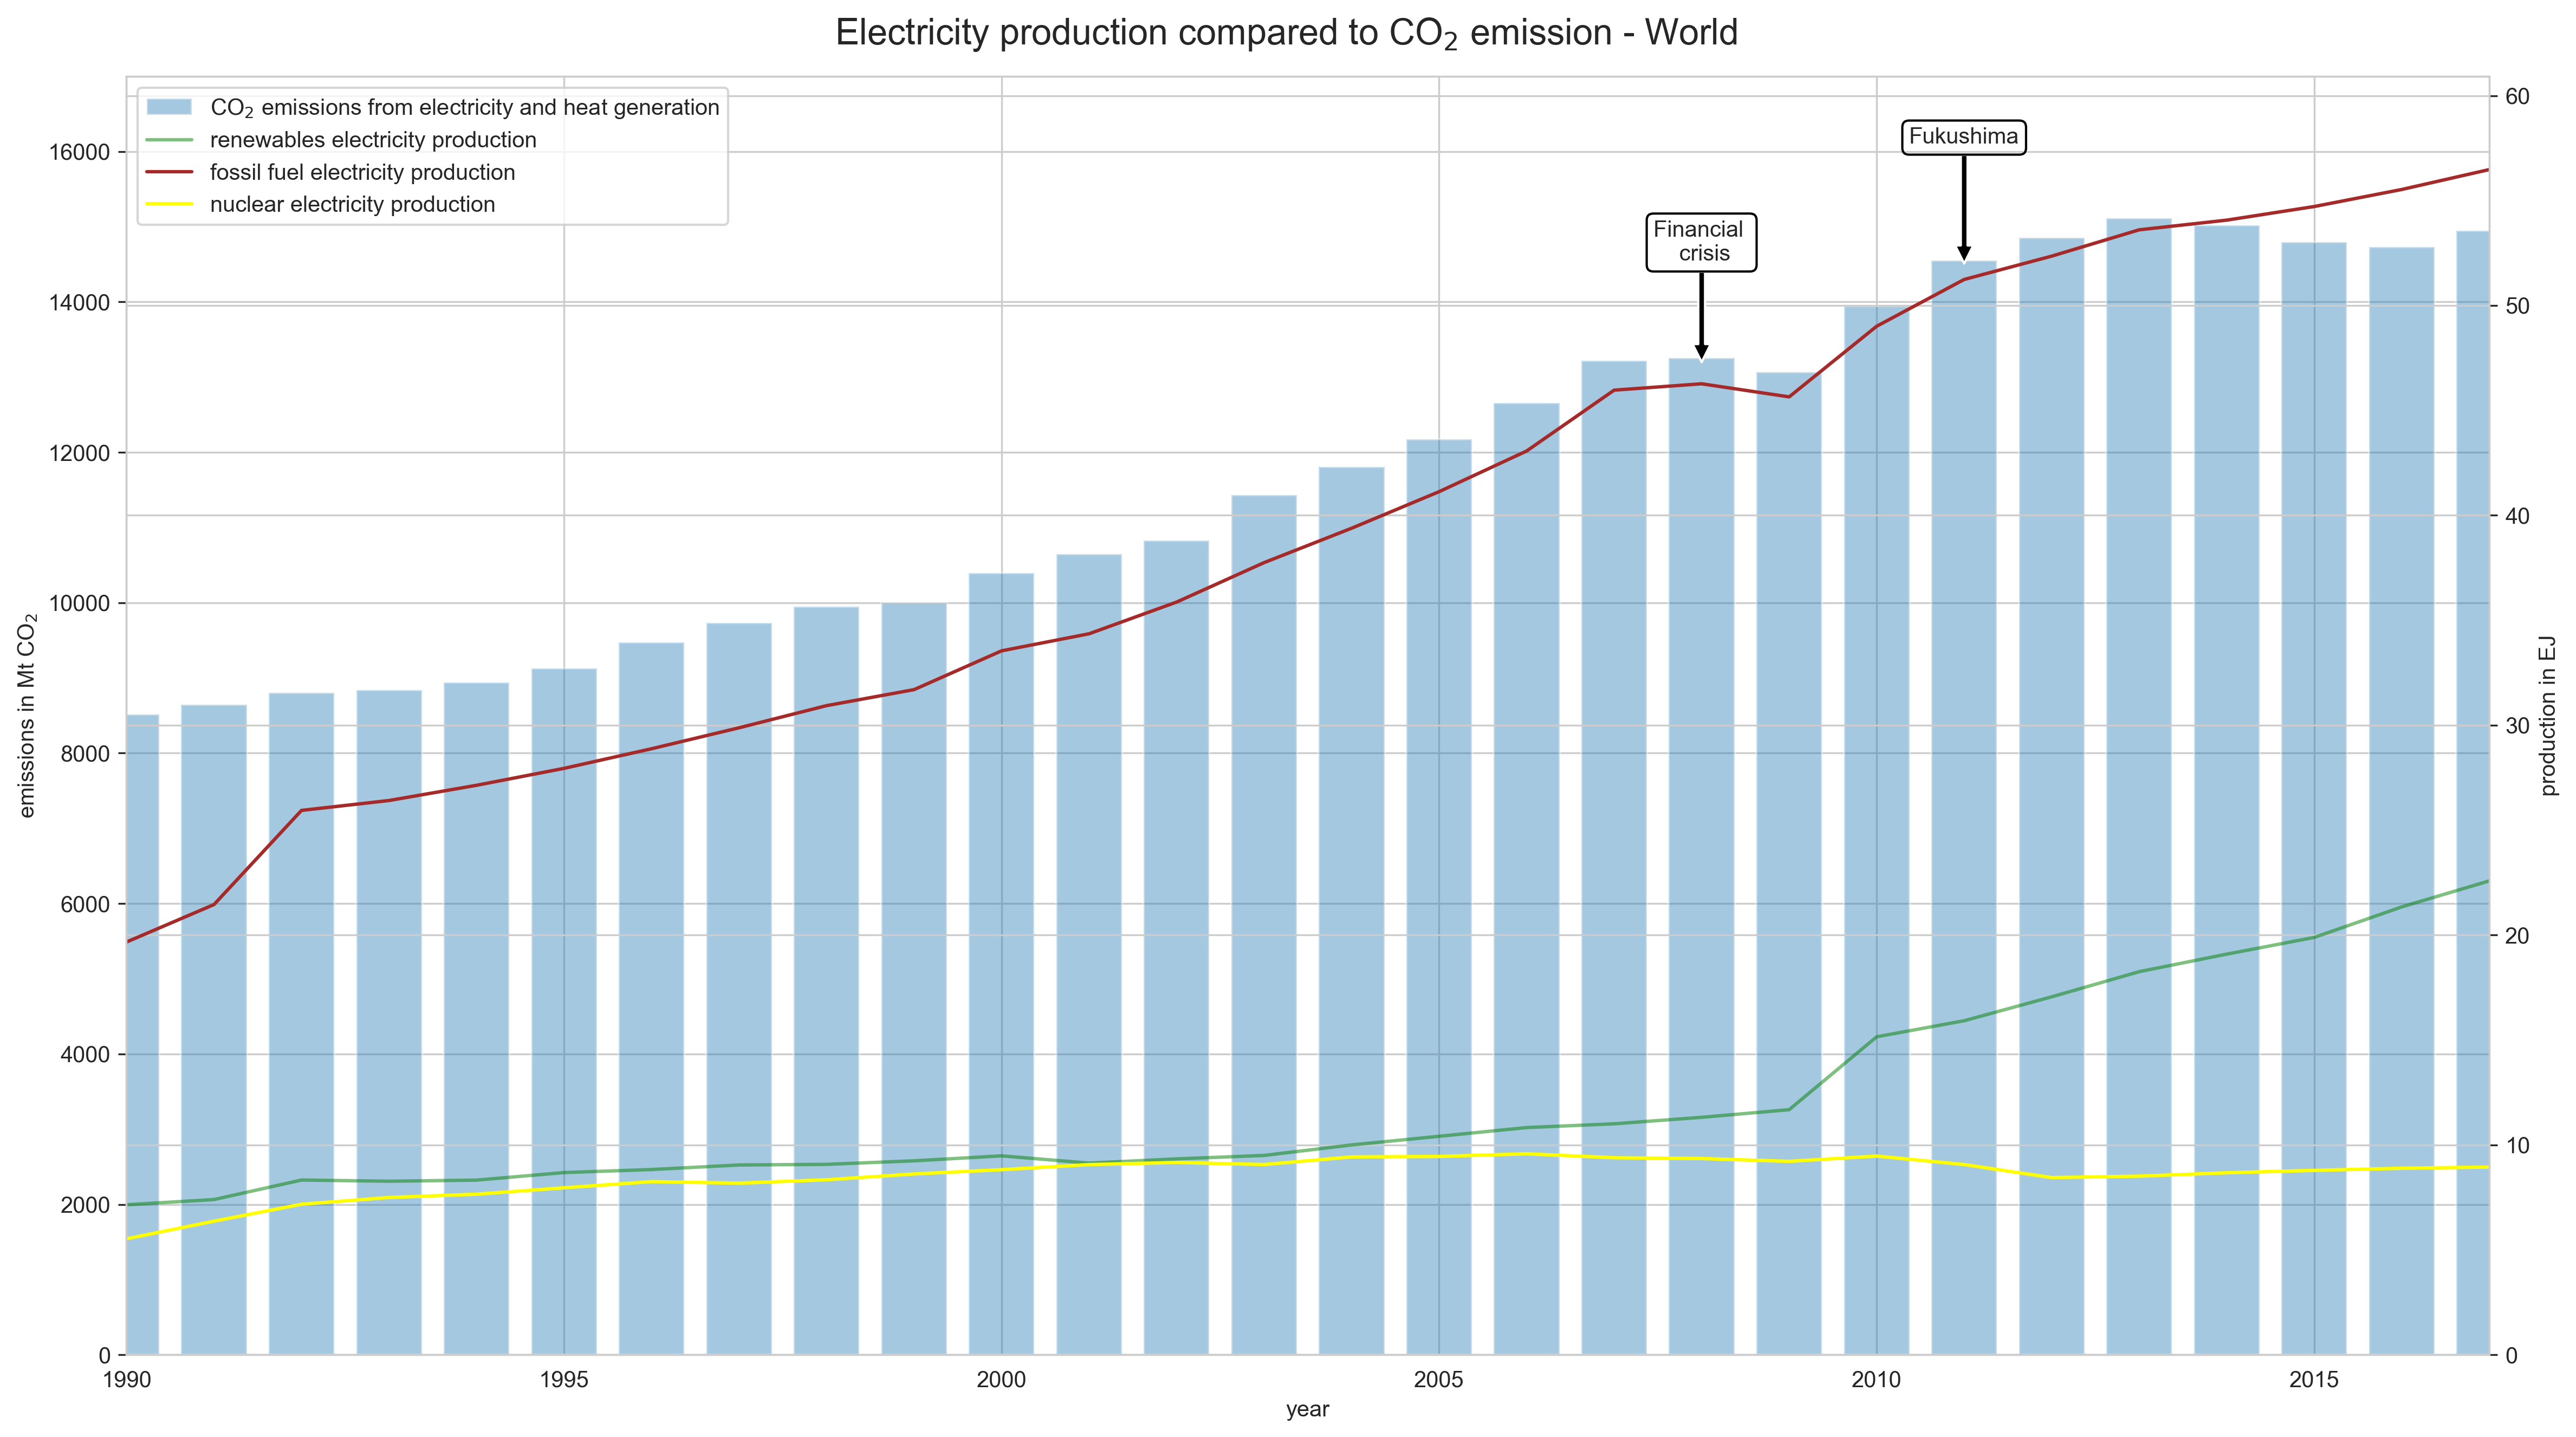 Electricity production compared to CO₂ emission - World
CO₂ emissions from electricity and heat generation
renewables electricity production
fossil fuel electricity production
nuclear electricity production
Fukushima
Financial
crisis
emissions in Mt CO₂
16000
14000
12000
10000
8000
6000
4000
2000
0
60
50
40
30
20
10
0
production in EJ
1990
1995
2000
2005
2010
2015
year